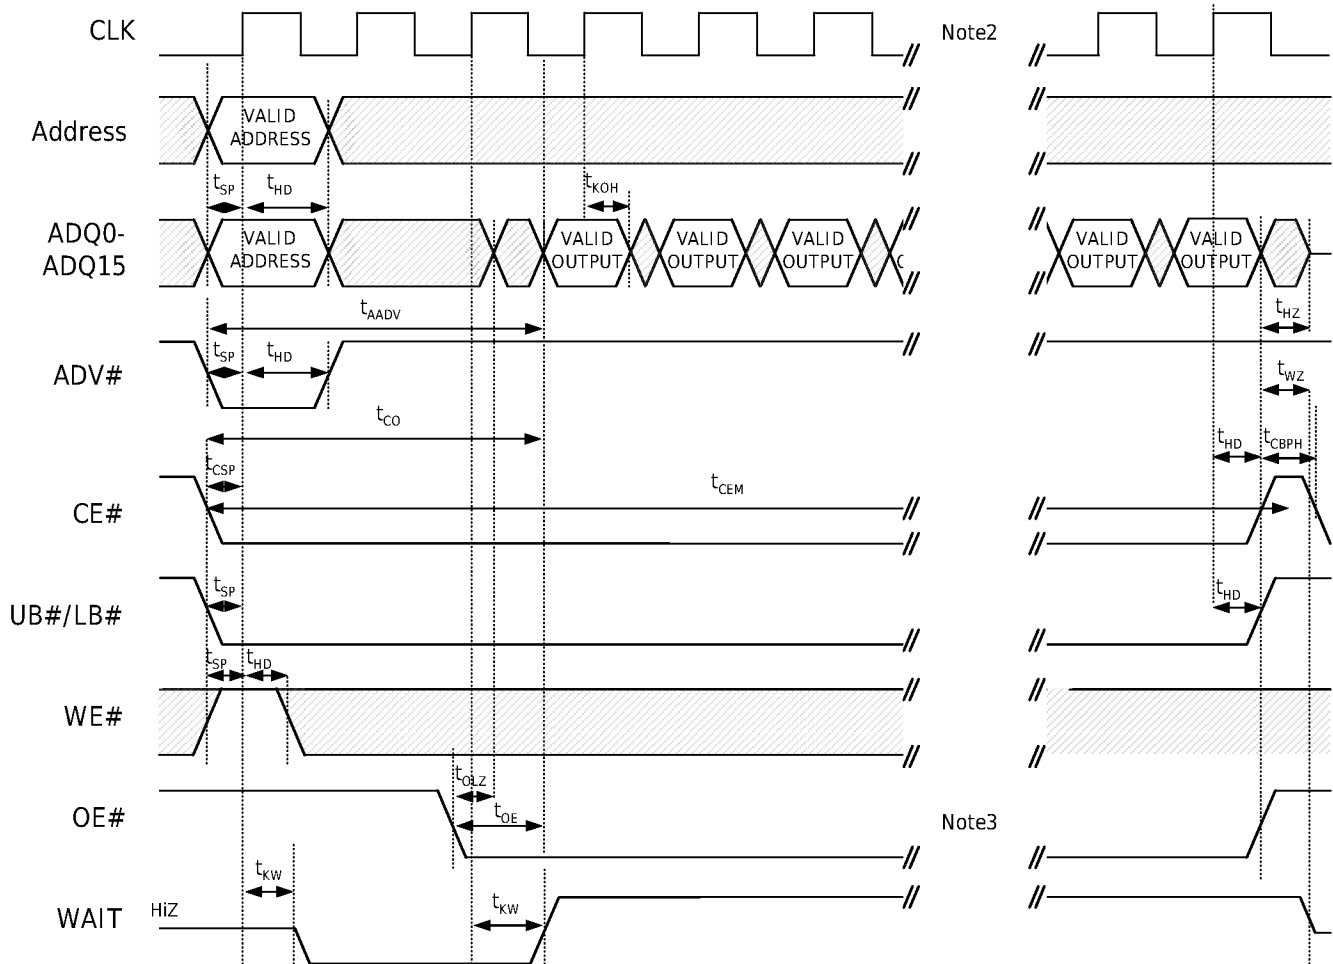 CLK
Note2
Address
VALID
ADDRESS
tSP
tHD
tKOH
ADQ0-
ADQ15
VALID
ADDRESS
VALID
OUTPUT
VALID
OUTPUT
VALID
OUTPUT
VALID
OUTPUT
VALID
OUTPUT
tAADV
tHZ
ADV#
tSP
tHD
tWZ
tCO
tHD
tCBPH
tCSP
tCEM
CE#
UB#/LB#
tSP
tHD
tSP
tHD
WE#
tOLZ
tOE
OE#
Note3
tKW
WAIT
HiZ
tKW